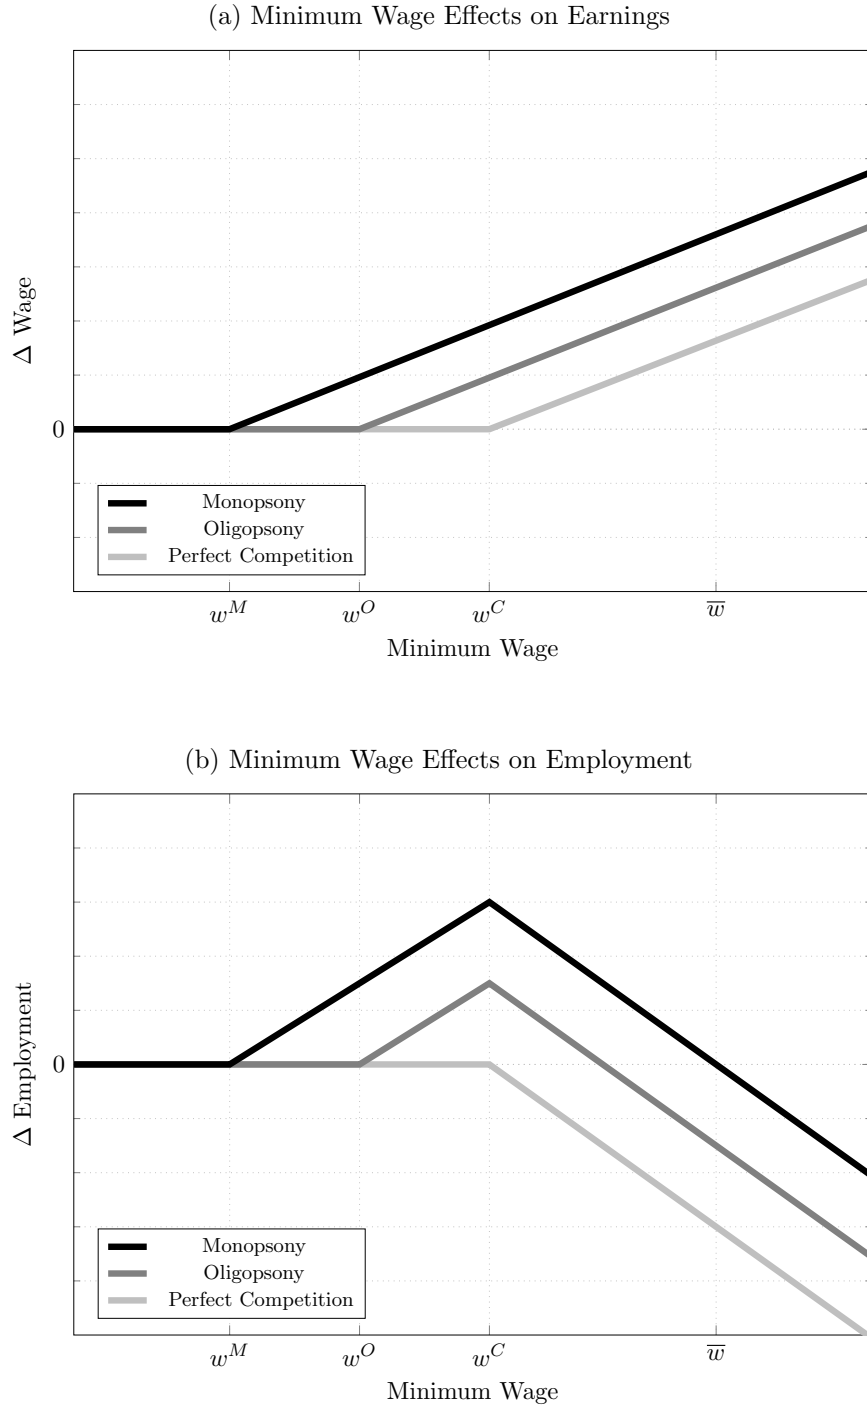 (a) Minimum Wage Effects on Earnings
Δ Wage
0
Monopsony
Oligopsony
Perfect Competition
w^M w^O w^C w̅
Minimum Wage
(b) Minimum Wage Effects on Employment
Δ Employment
0
Monopsony
Oligopsony
Perfect Competition
w^M w^O w^C w̅
Minimum Wage